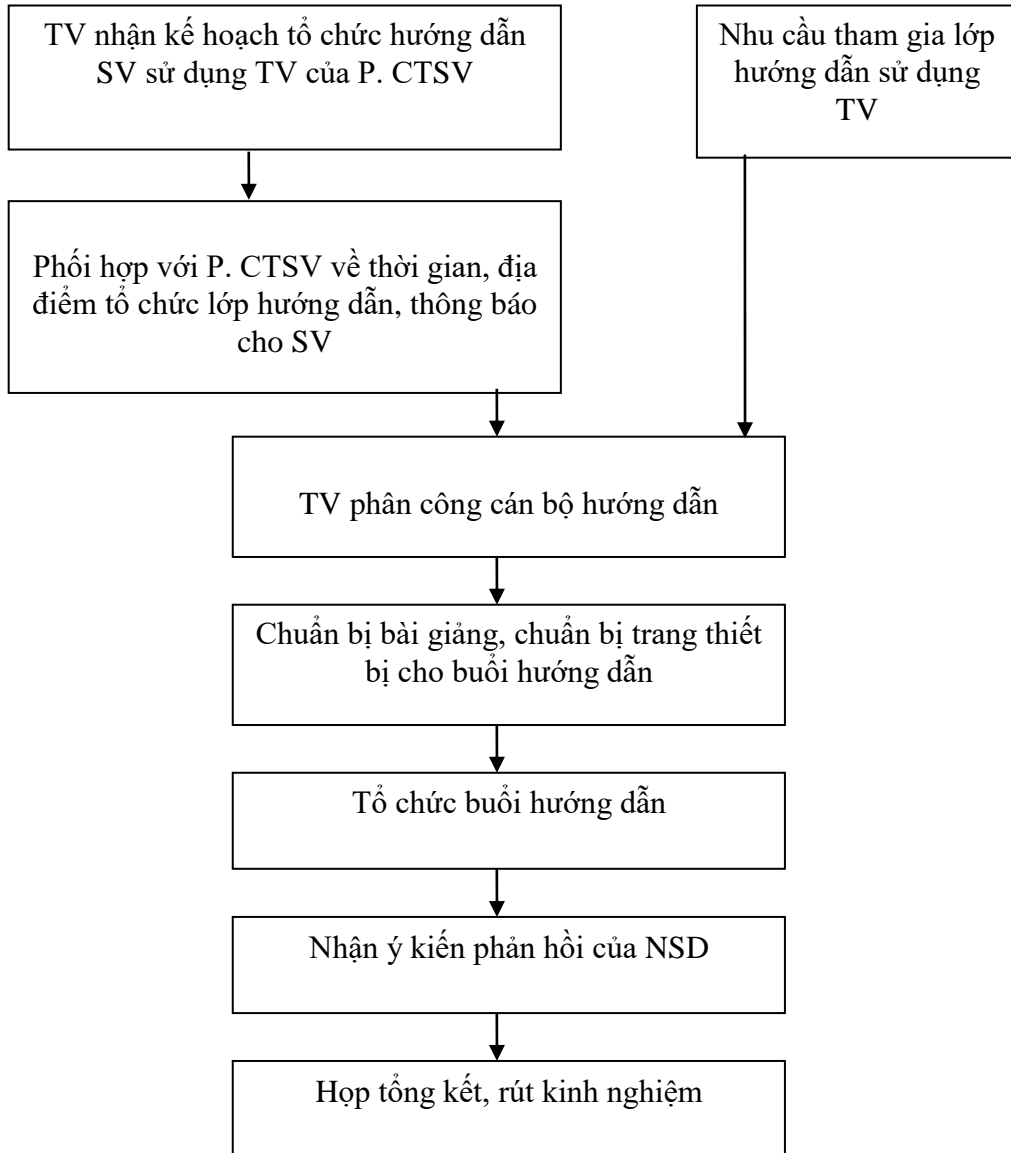 TV nhận kế hoạch tổ chức hướng dẫn
SV sử dụng TV của P. CTSV
Nhu cầu tham gia lớp
hướng dẫn sử dụng
TV
Phối hợp với P. CTSV về thời gian, địa
điểm tổ chức lớp hướng dẫn, thông báo
cho SV
TV phân công cán bộ hướng dẫn
Chuẩn bị bài giảng, chuẩn bị trang thiết
bị cho buổi hướng dẫn
Tổ chức buổi hướng dẫn
Nhận ý kiến phản hồi của NSD
Họp tổng kết, rút kinh nghiệm